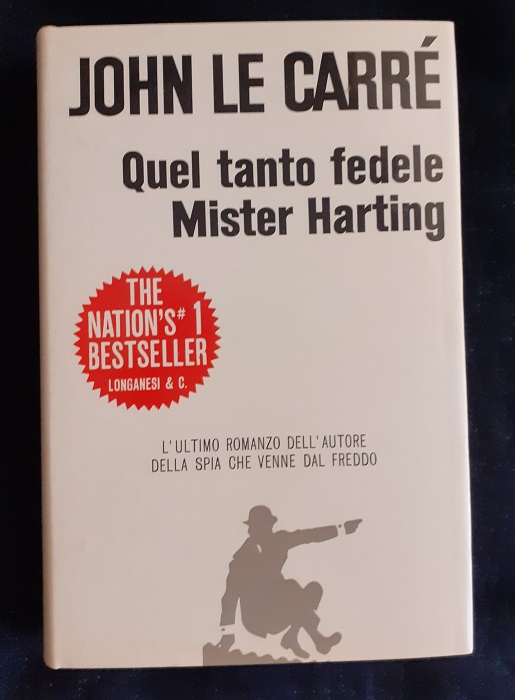 JOHN LE CARRÉ
Quel tanto fedele
Mister Harting
THE
NATION'S #1
BESTSELLER
LONGANESI & C.
L'ULTIMO ROMANZO DELL'AUTORE
DELLA SPIA CHE VENNE DAL FREDDO